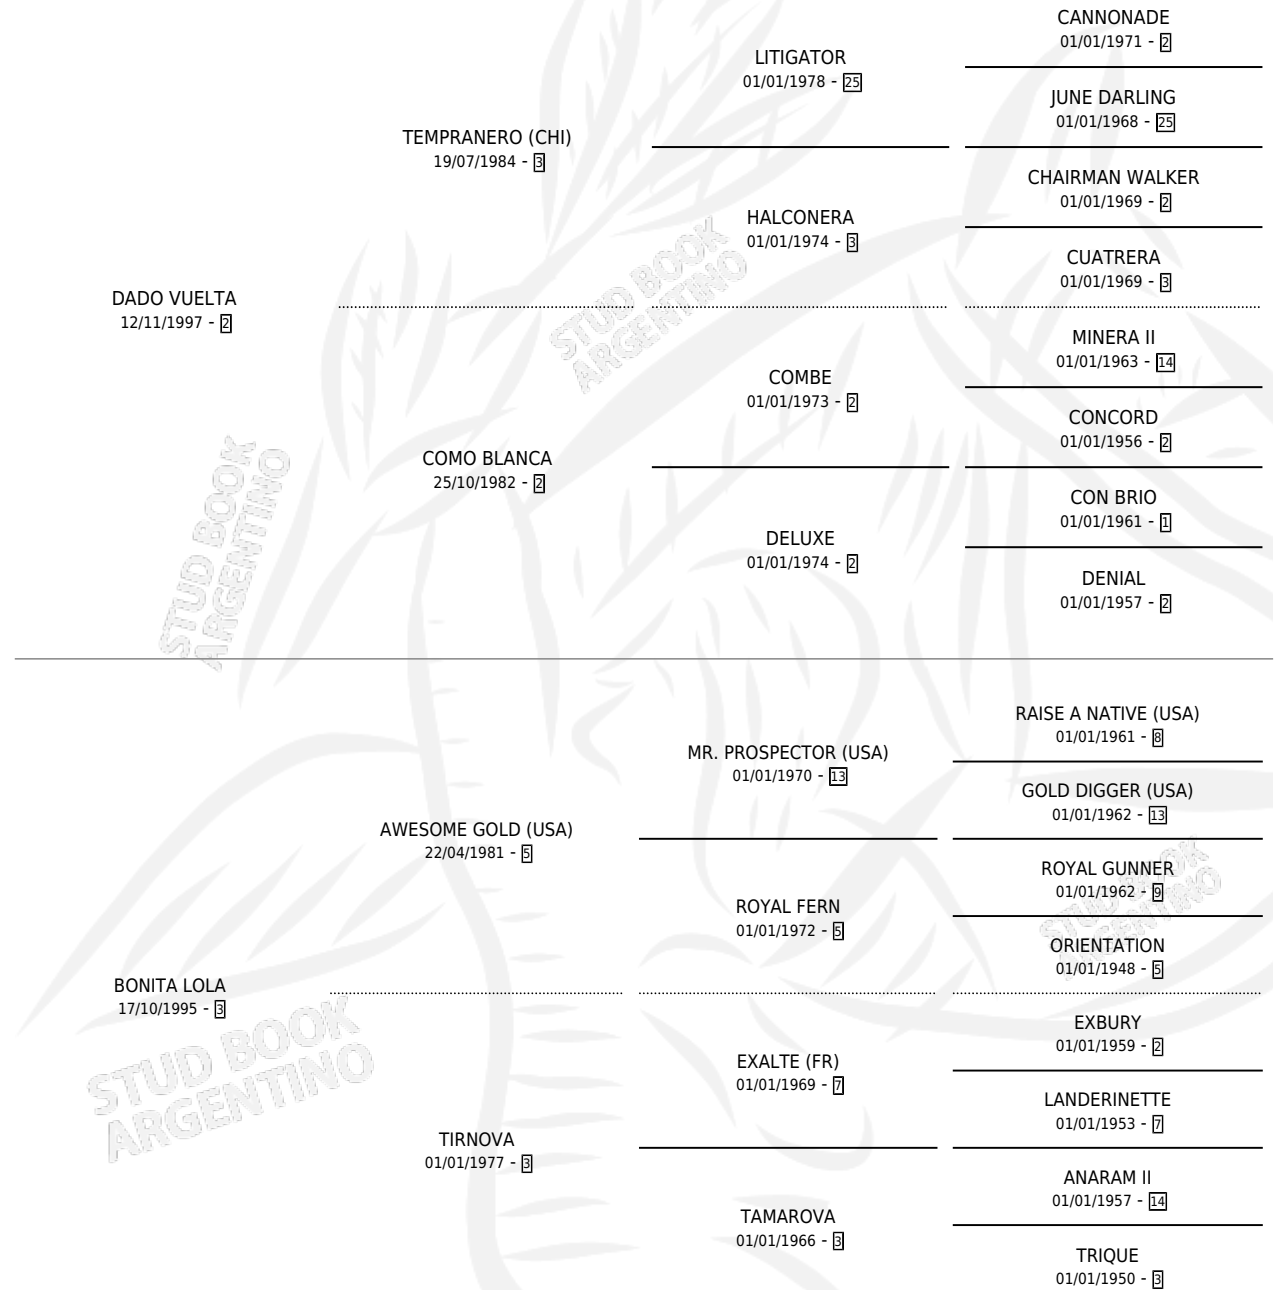 CANNONADE
01/01/1971 - 2
LITIGATOR
01/01/1978 - 25
JUNE DARLING
01/01/1968 - 25
TEMPRANERO (CHI)
19/07/1984 - 3
CHAIRMAN WALKER
01/01/1969 - 2
HALCONERA
01/01/1974 - 3
CUATRERA
01/01/1969 - 3
DADO VUELTA
12/11/1997 - 2
STUD BOOK
ARGENTINO
MINERA II
01/01/1963 - 14
COMBE
01/01/1973 - 2
CONCORD
01/01/1956 - 2
COMO BLANCA
25/10/1982 - 2
CON BRIO
01/01/1961 - 1
DELUXE
01/01/1974 - 2
DENIAL
01/01/1957 - 2
STUD BOOK
ARGENTINO
RAISE A NATIVE (USA)
01/01/1961 - 8
MR. PROSPECTOR (USA)
01/01/1970 - 13
GOLD DIGGER (USA)
01/01/1962 - 13
AWESOME GOLD (USA)
22/04/1981 - 5
ROYAL GUNNER
01/01/1962 - 9
ROYAL FERN
01/01/1972 - 5
ORIENTATION
01/01/1948 - 5
STUD BOOK
ARGENTINO
BONITA LOLA
17/10/1995 - 3
EXBURY
01/01/1959 - 2
EXALTE (FR)
01/01/1969 - 7
LANDERINETTE
01/01/1953 - 7
STUD BOOK
ARGENTINO
TIRNOVA
01/01/1977 - 3
ANARAM II
01/01/1957 - 14
TAMAROVA
01/01/1966 - 3
TRIQUE
01/01/1950 - 3